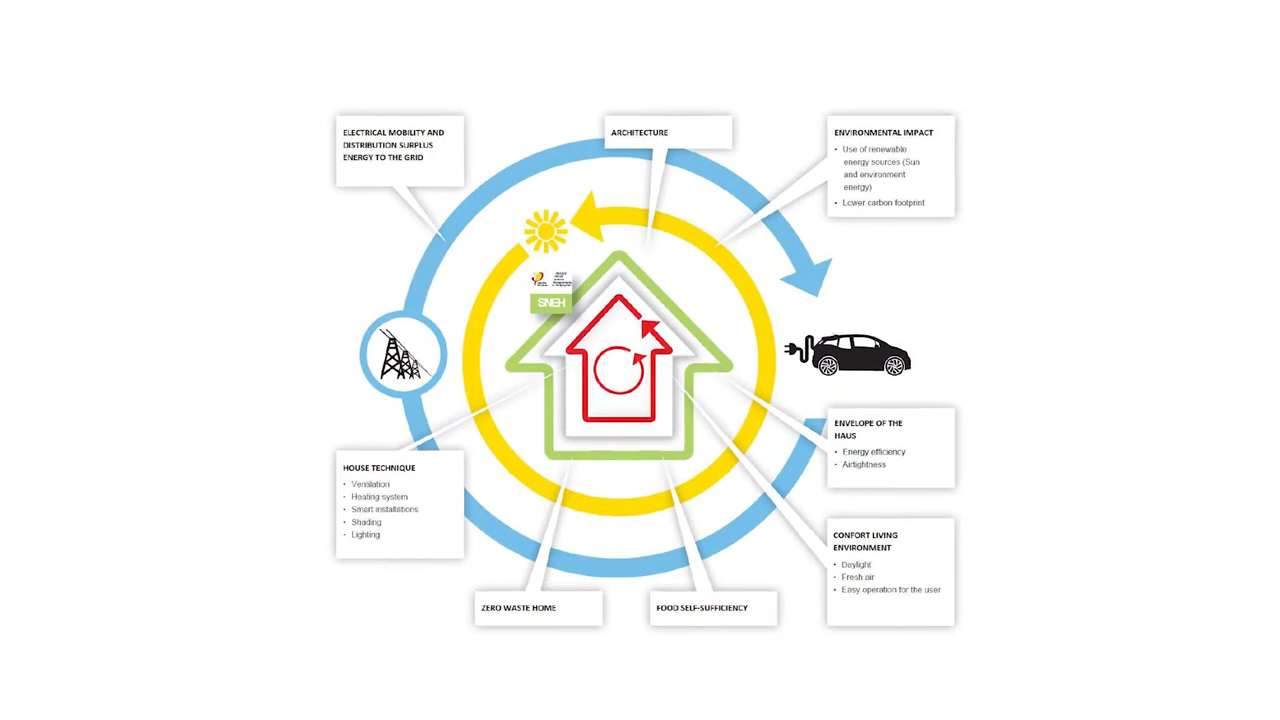 ELECTRICAL MOBILITY AND
DISTRIBUTION SURPLUS
ENERGY TO THE GRID
ARCHITECTURE
ENVIRONMENTAL IMPACT
• Use of renewable
energy sources (Sun
and environment
energy)
• Lower carbon footprint
SNEH
ENVELOPE OF THE
HAUS
• Energy efficiency
• Airtightness
HOUSE TECHNIQUE
• Ventilation
• Heating system
• Smart installations
• Shading
• Lighting
CONFORT LIVING
ENVIRONMENT
• Daylight
• Fresh air
• Easy operation for the user
ZERO WASTE HOME
FOOD SELF-SUFFICIENCY